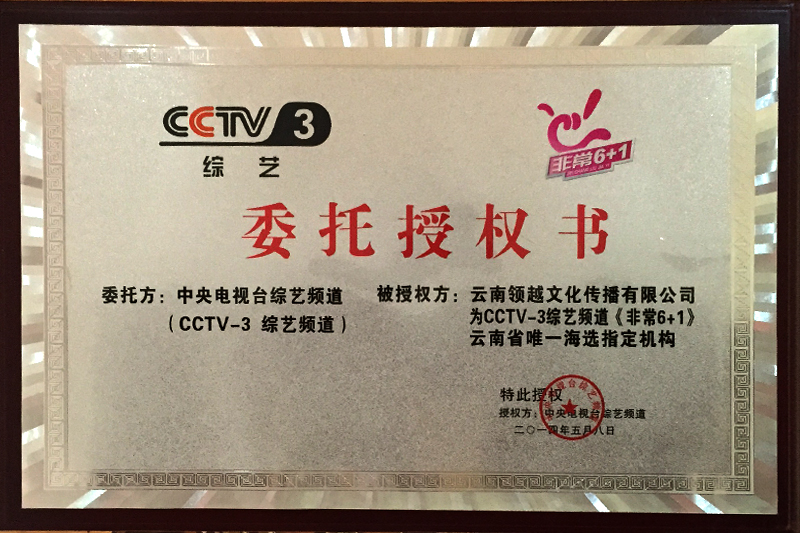 CCTV 3
综艺
非常6+1
委托授权书
委托方：中央电视台综艺频道
（CCTV-3 综艺频道）
被授权方：云南领越文化传播有限公司
为CCTV-3综艺频道《非常6+1》
云南省唯一海选指定机构
特此授权
授权方：中央电视台综艺频道
二〇一四年五月八日